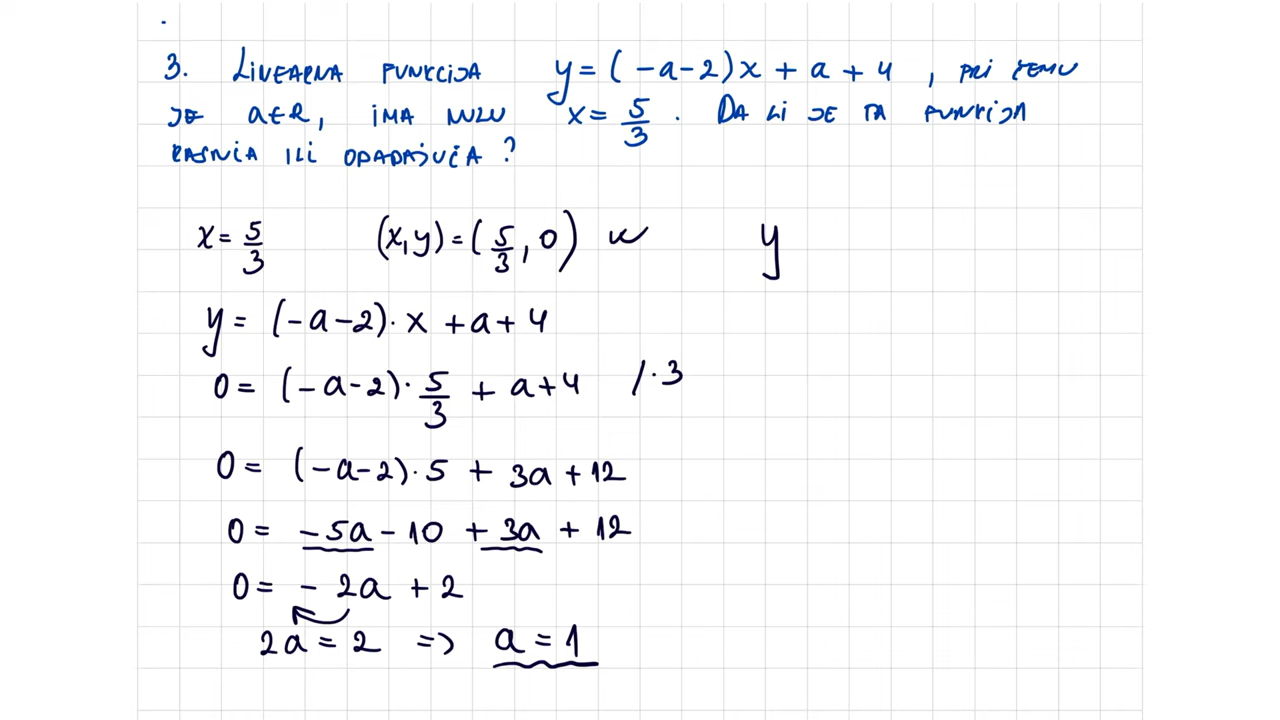 3. LINEARNA FUNKCIJA y = (-a-2)x + a + 4, PRI ČEMU
JE a∈R, IMA NULU x = 5/3. DA LI JE TA FUNKCIJA
RASTUĆA ILI OPADAJUĆA?
x = 5/3 (x,y) = (5/3, 0) y
y = (-a-2)·x + a + 4
0 = (-a-2)·5/3 + a + 4 /·3
0 = (-a-2)·5 + 3a + 12
0 = -5a - 10 + 3a + 12
0 = -2a + 2
2a = 2 => a = 1